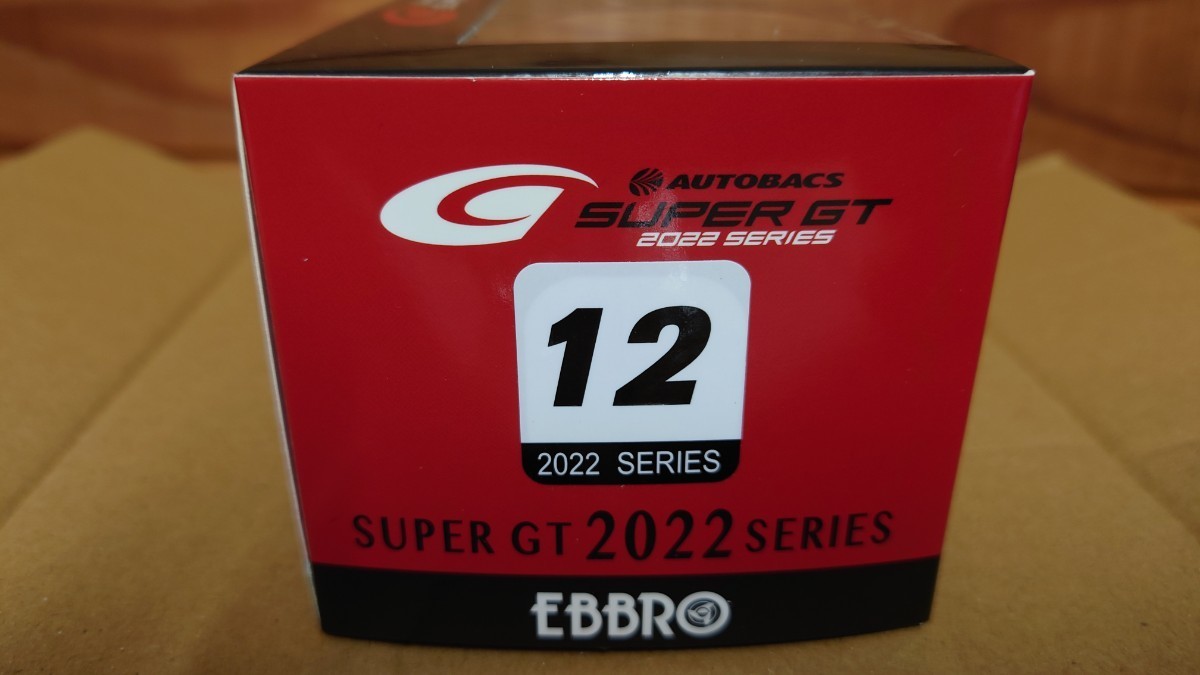 AUTOBACS
SUPER GT
2022 SERIES
12
2022 SERIES
SUPER GT 2022 SERIES
EBBRO